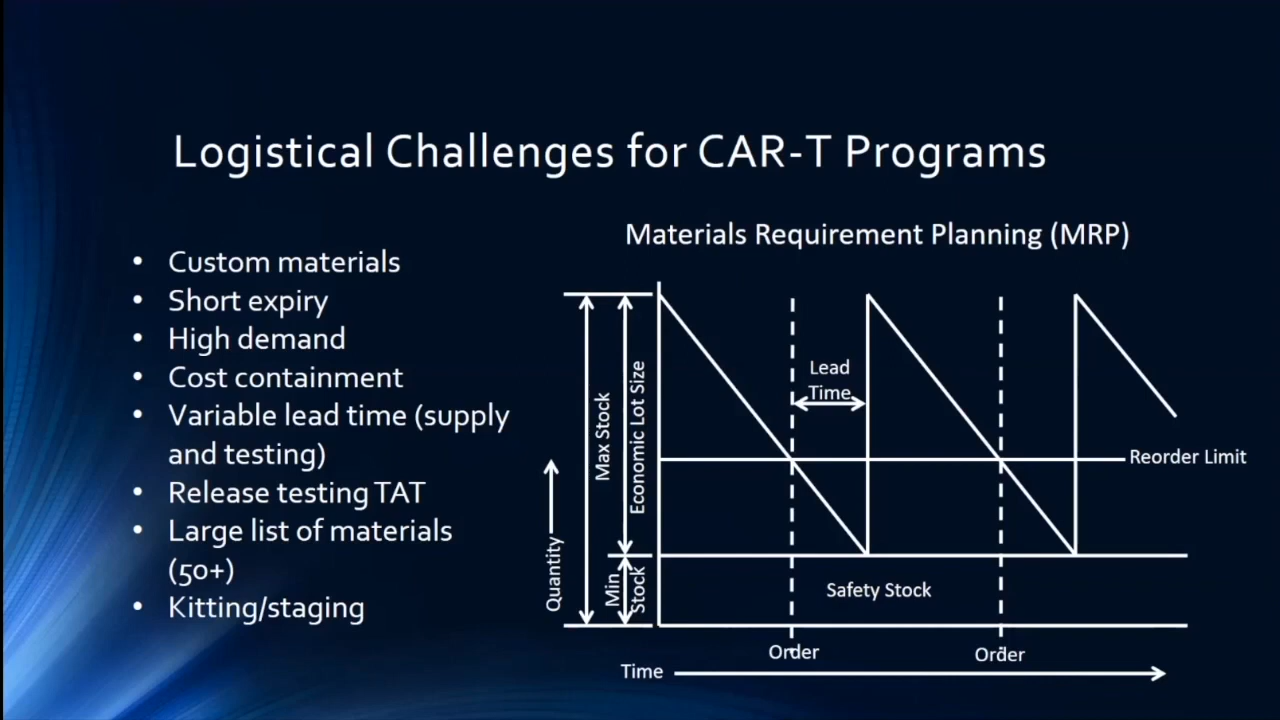 Logistical Challenges for CAR-T Programs
• Custom materials
• Short expiry
• High demand
• Cost containment
• Variable lead time (supply
and testing)
• Release testing TAT
• Large list of materials
(50+)
• Kitting/staging
Materials Requirement Planning (MRP)
Quantity
Max Stock
Economic Lot Size
Min
Stock
Lead
Time
Reorder Limit
Safety Stock
Order
Order
Time